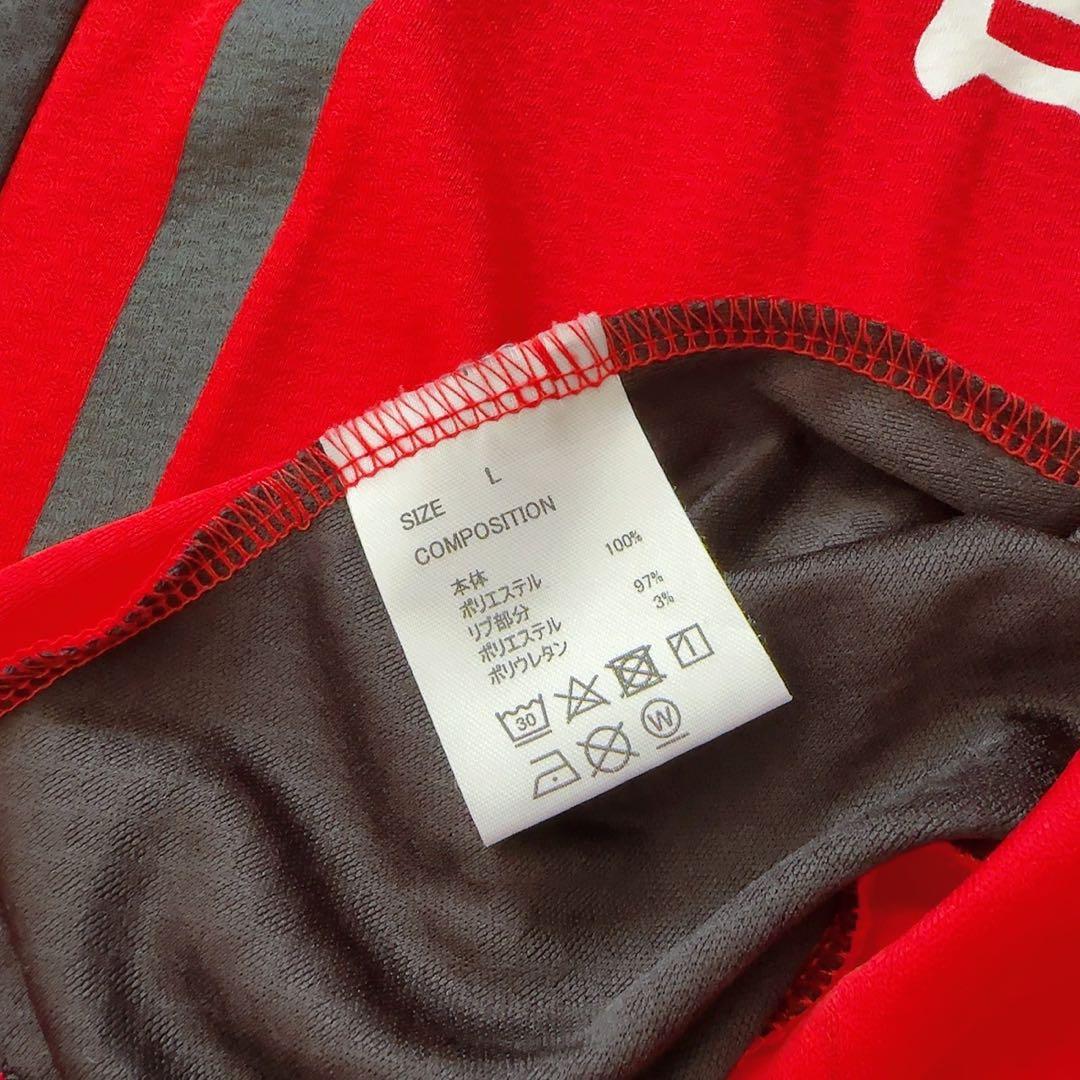 SIZE L
COMPOSITION
本体
ポリエステル 100%
リブ部分
ポリエステル 97%
ポリウレタン 3%
30
W